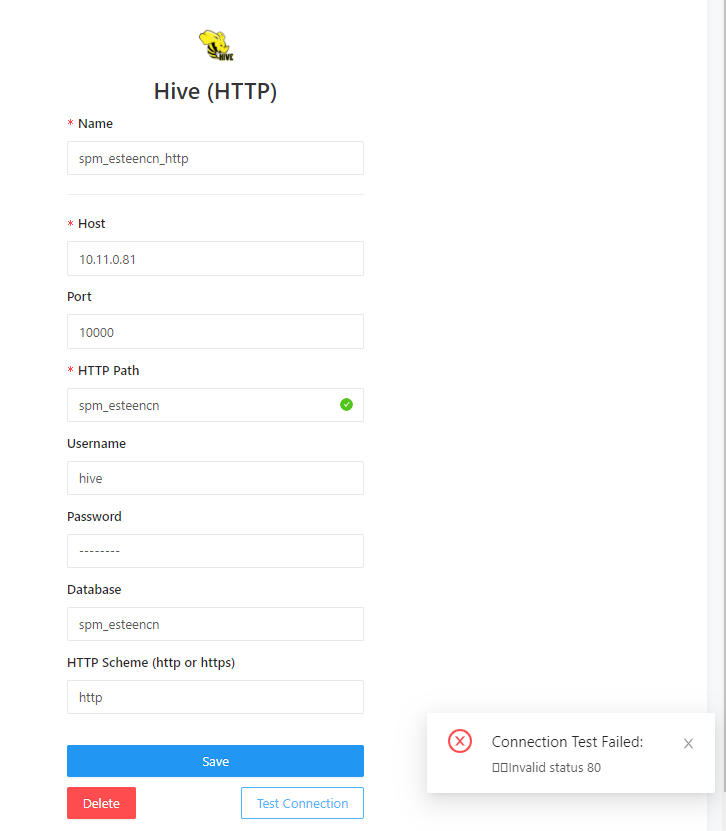 HIVE
Hive (HTTP)
* Name
spm_esteencn_http
* Host
10.11.0.81
Port
10000
* HTTP Path
spm_esteencn
Username
hive
Password
--------
Database
spm_esteencn
HTTP Scheme (http or https)
http
Save
Delete
Test Connection
Connection Test Failed:
▯▯Invalid status 80